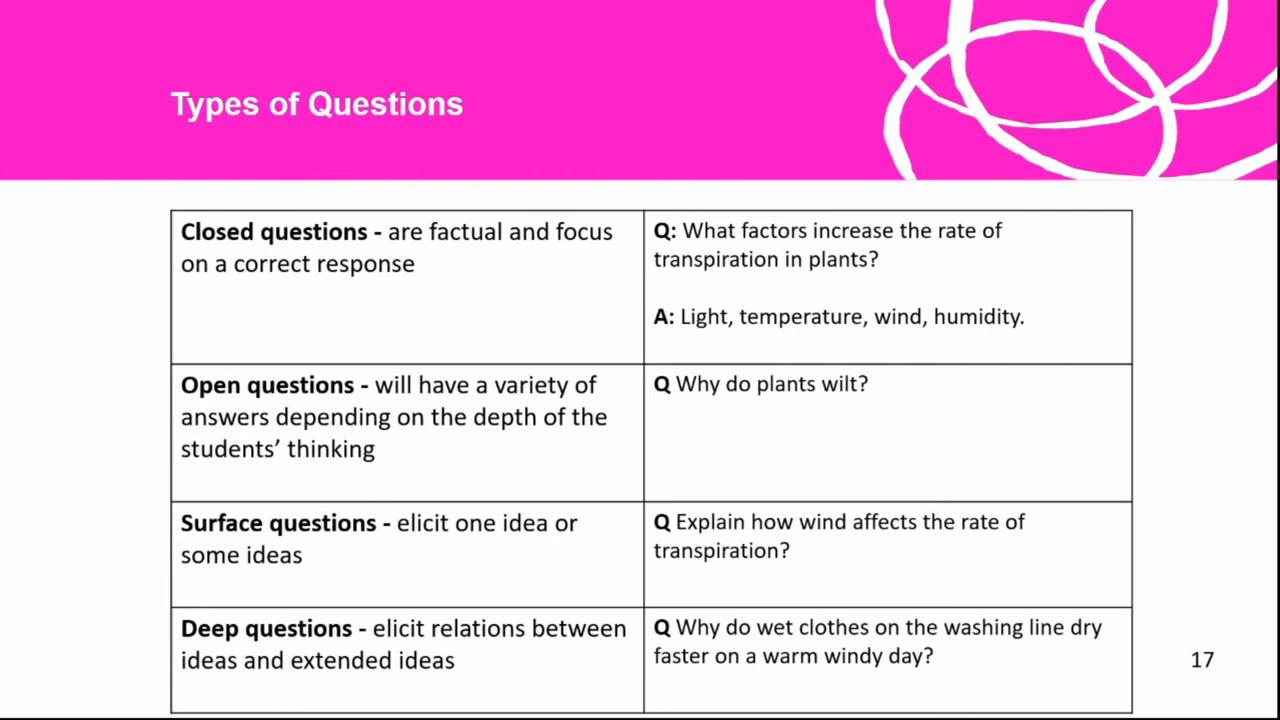 Types of Questions
Closed questions - are factual and focus
on a correct response
Q: What factors increase the rate of
transpiration in plants?
A: Light, temperature, wind, humidity.
Open questions - will have a variety of
answers depending on the depth of the
students’ thinking
Q Why do plants wilt?
Surface questions - elicit one idea or
some ideas
Q Explain how wind affects the rate of
transpiration?
Deep questions - elicit relations between
ideas and extended ideas
Q Why do wet clothes on the washing line dry
faster on a warm windy day?
17